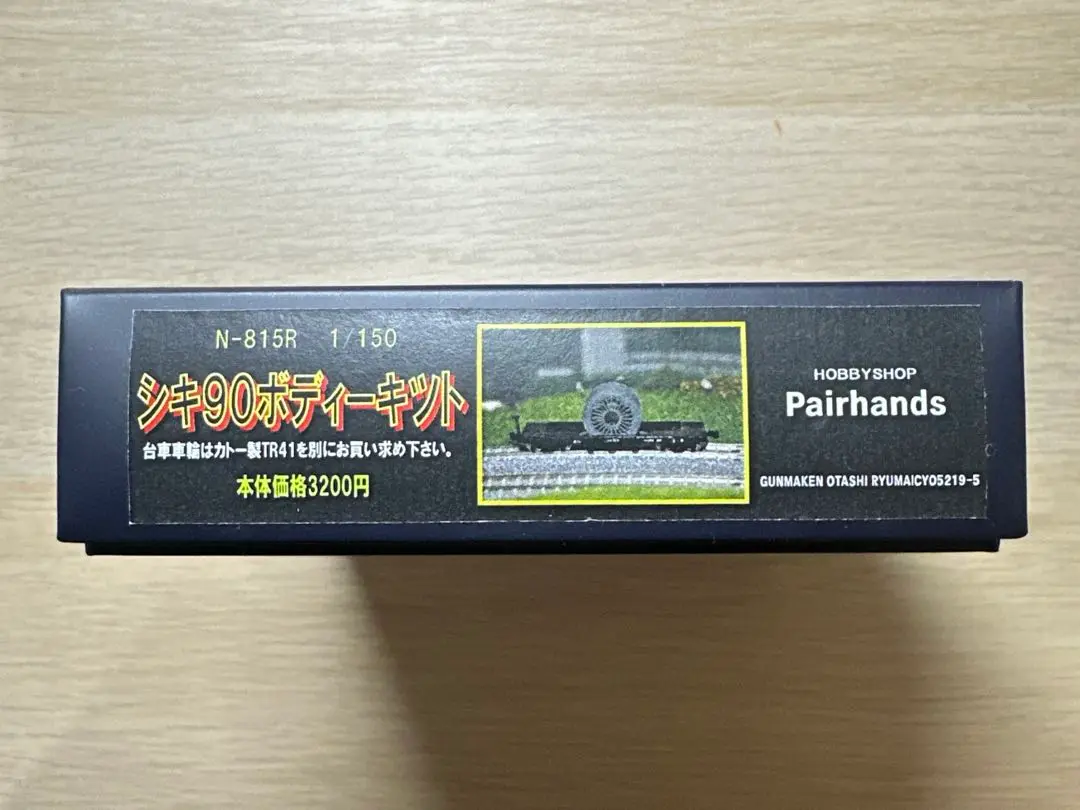 N-815R 1/150
シキ90ボディーキット
台車車輪はカトー製TR41を別にお買い求め下さい。
本体価格3200円
HOBBYSHOP
Pairhands
GUNMAKEN OTASHI RYUMAICYO5219-5